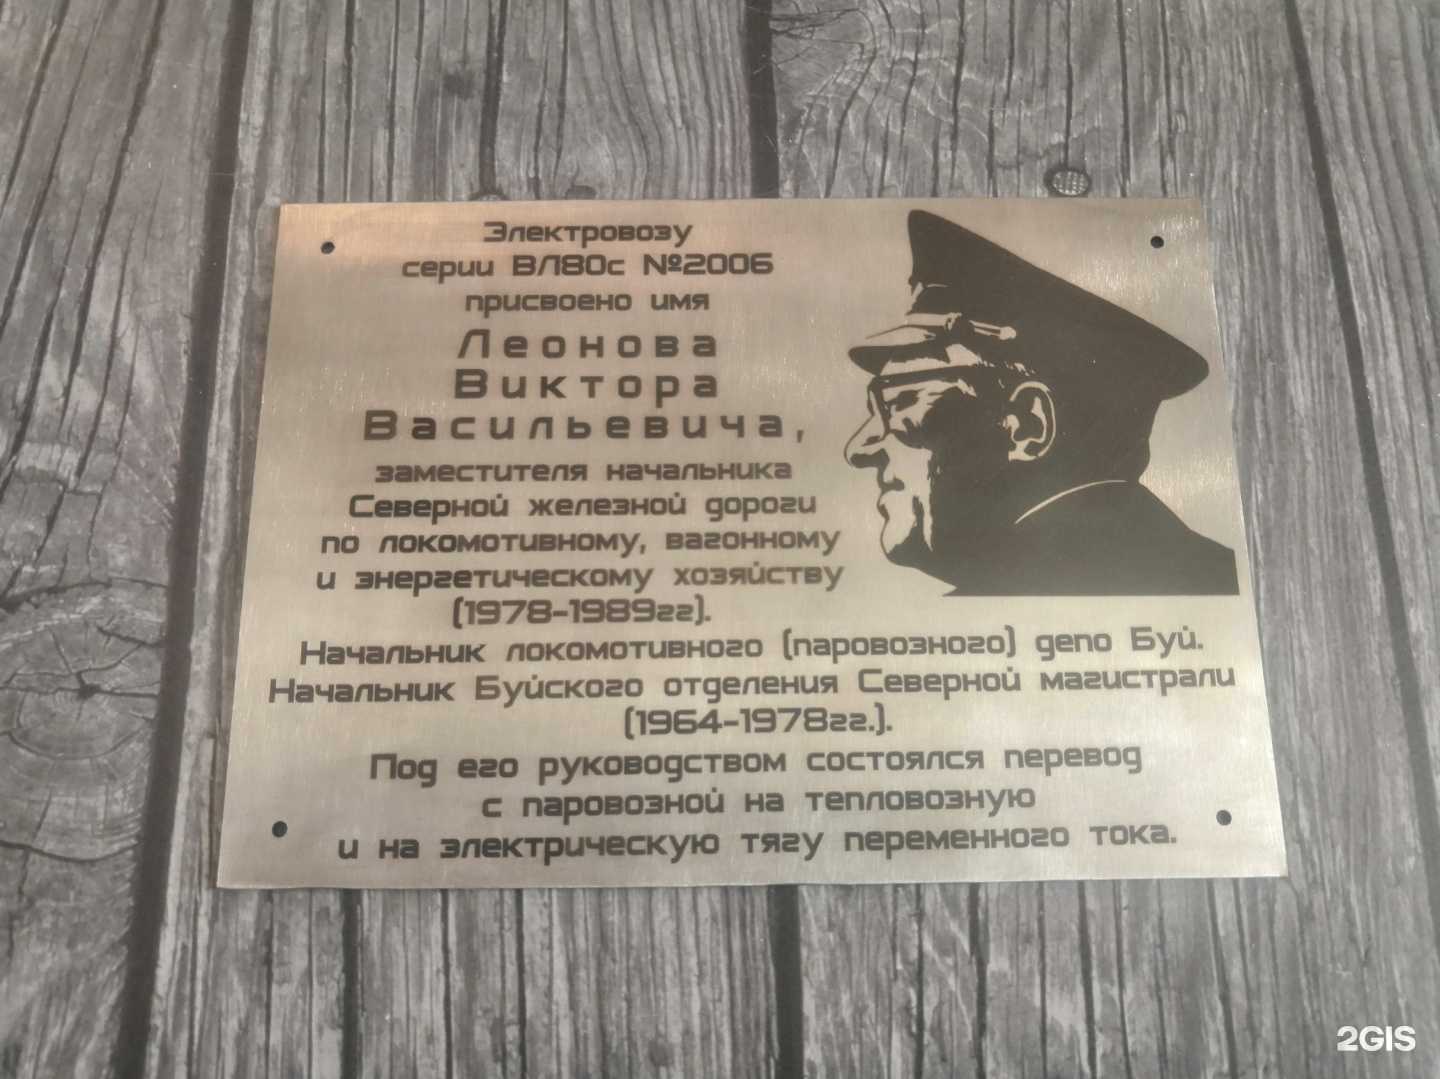 Электровозу
серии ВЛ80с №2006
присвоено имя
Леонова
Виктора
Васильевича,
заместителя начальника
Северной железной дороги
по локомотивному, вагонному
и энергетическому хозяйству
(1978-1989гг).
Начальник локомотивного (паровозного) депо Буй.
Начальник Буйского отделения Северной магистрали
(1964-1978гг.).
Под его руководством состоялся перевод
с паровозной на тепловозную
и на электрическую тягу переменного тока.
2GIS